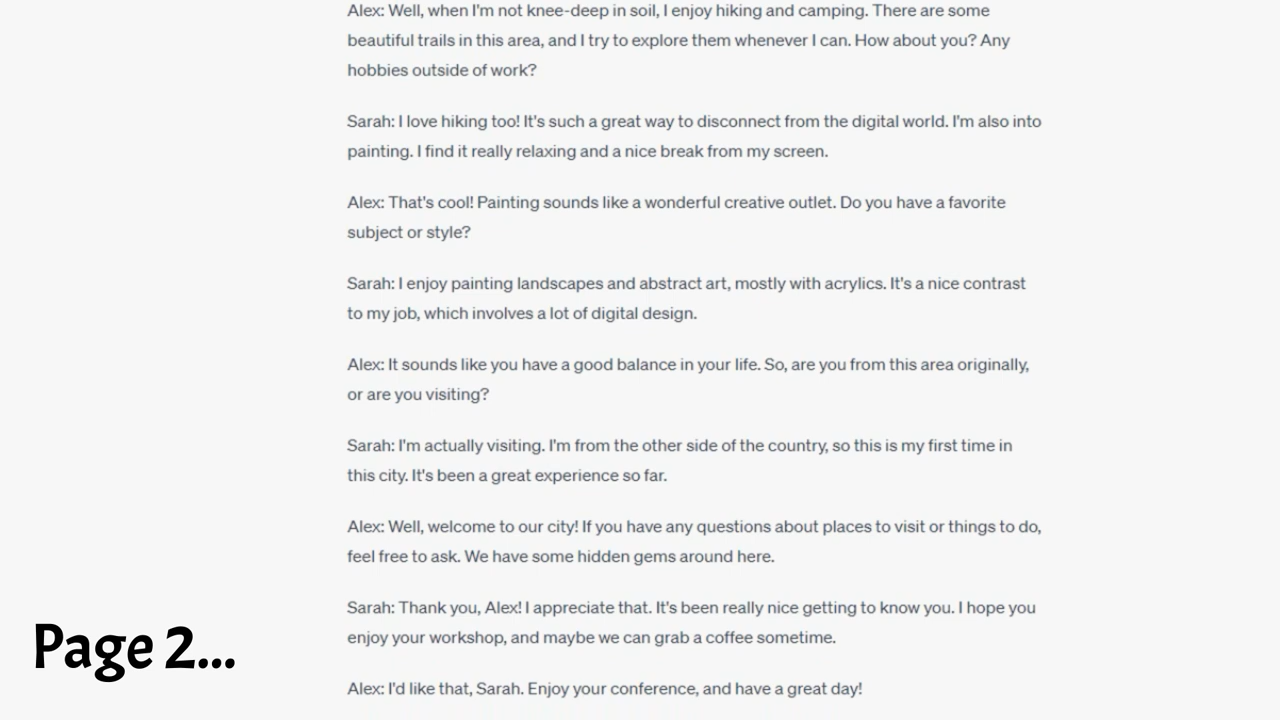 Alex: Well, when I'm not knee-deep in soil, I enjoy hiking and camping. There are some
beautiful trails in this area, and I try to explore them whenever I can. How about you? Any
hobbies outside of work?
Sarah: I love hiking too! It's such a great way to disconnect from the digital world. I'm also into
painting. I find it really relaxing and a nice break from my screen.
Alex: That's cool! Painting sounds like a wonderful creative outlet. Do you have a favorite
subject or style?
Sarah: I enjoy painting landscapes and abstract art, mostly with acrylics. It's a nice contrast
to my job, which involves a lot of digital design.
Alex: It sounds like you have a good balance in your life. So, are you from this area originally,
or are you visiting?
Sarah: I'm actually visiting. I'm from the other side of the country, so this is my first time in
this city. It's been a great experience so far.
Alex: Well, welcome to our city! If you have any questions about places to visit or things to do,
feel free to ask. We have some hidden gems around here.
Sarah: Thank you, Alex! I appreciate that. It's been really nice getting to know you. I hope you
enjoy your workshop, and maybe we can grab a coffee sometime.
Alex: I'd like that, Sarah. Enjoy your conference, and have a great day!
Page 2...